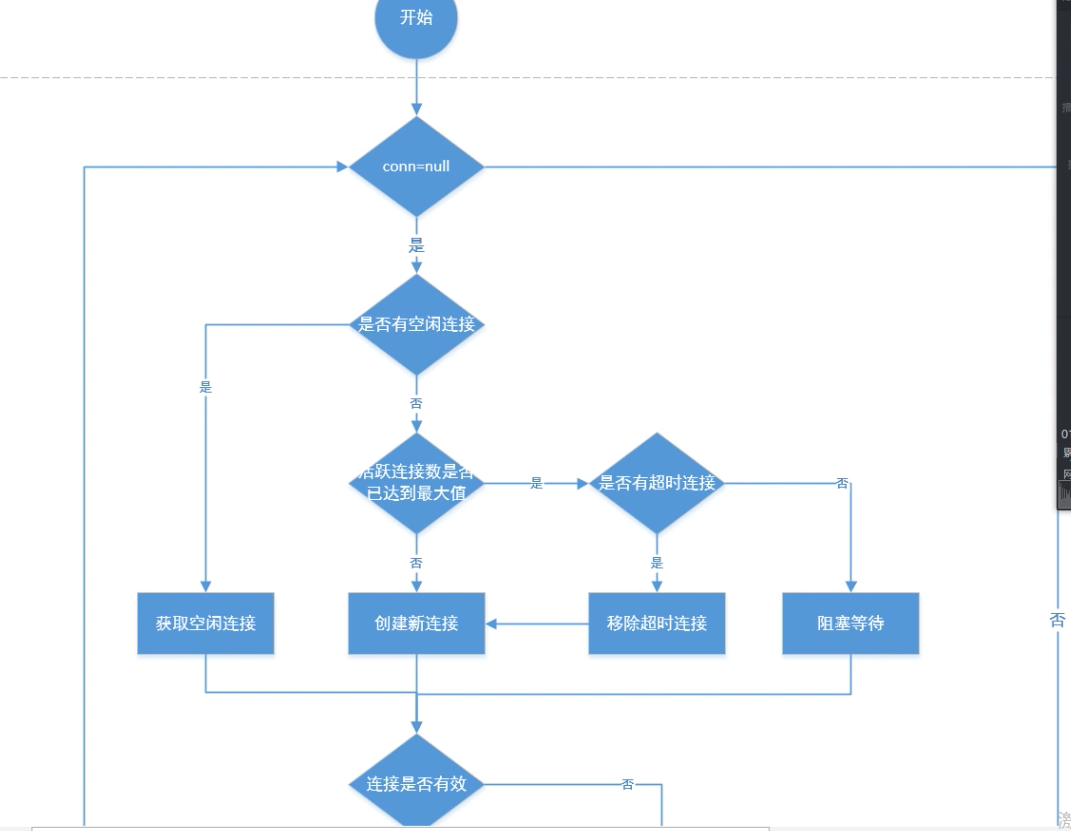 开始
conn=null
是
是否有空闲连接
是
否
活跃连接数是否
已达到最大值
是
是否有超时连接
否
否
是
获取空闲连接
创建新连接
移除超时连接
阻塞等待
否
连接是否有效
否